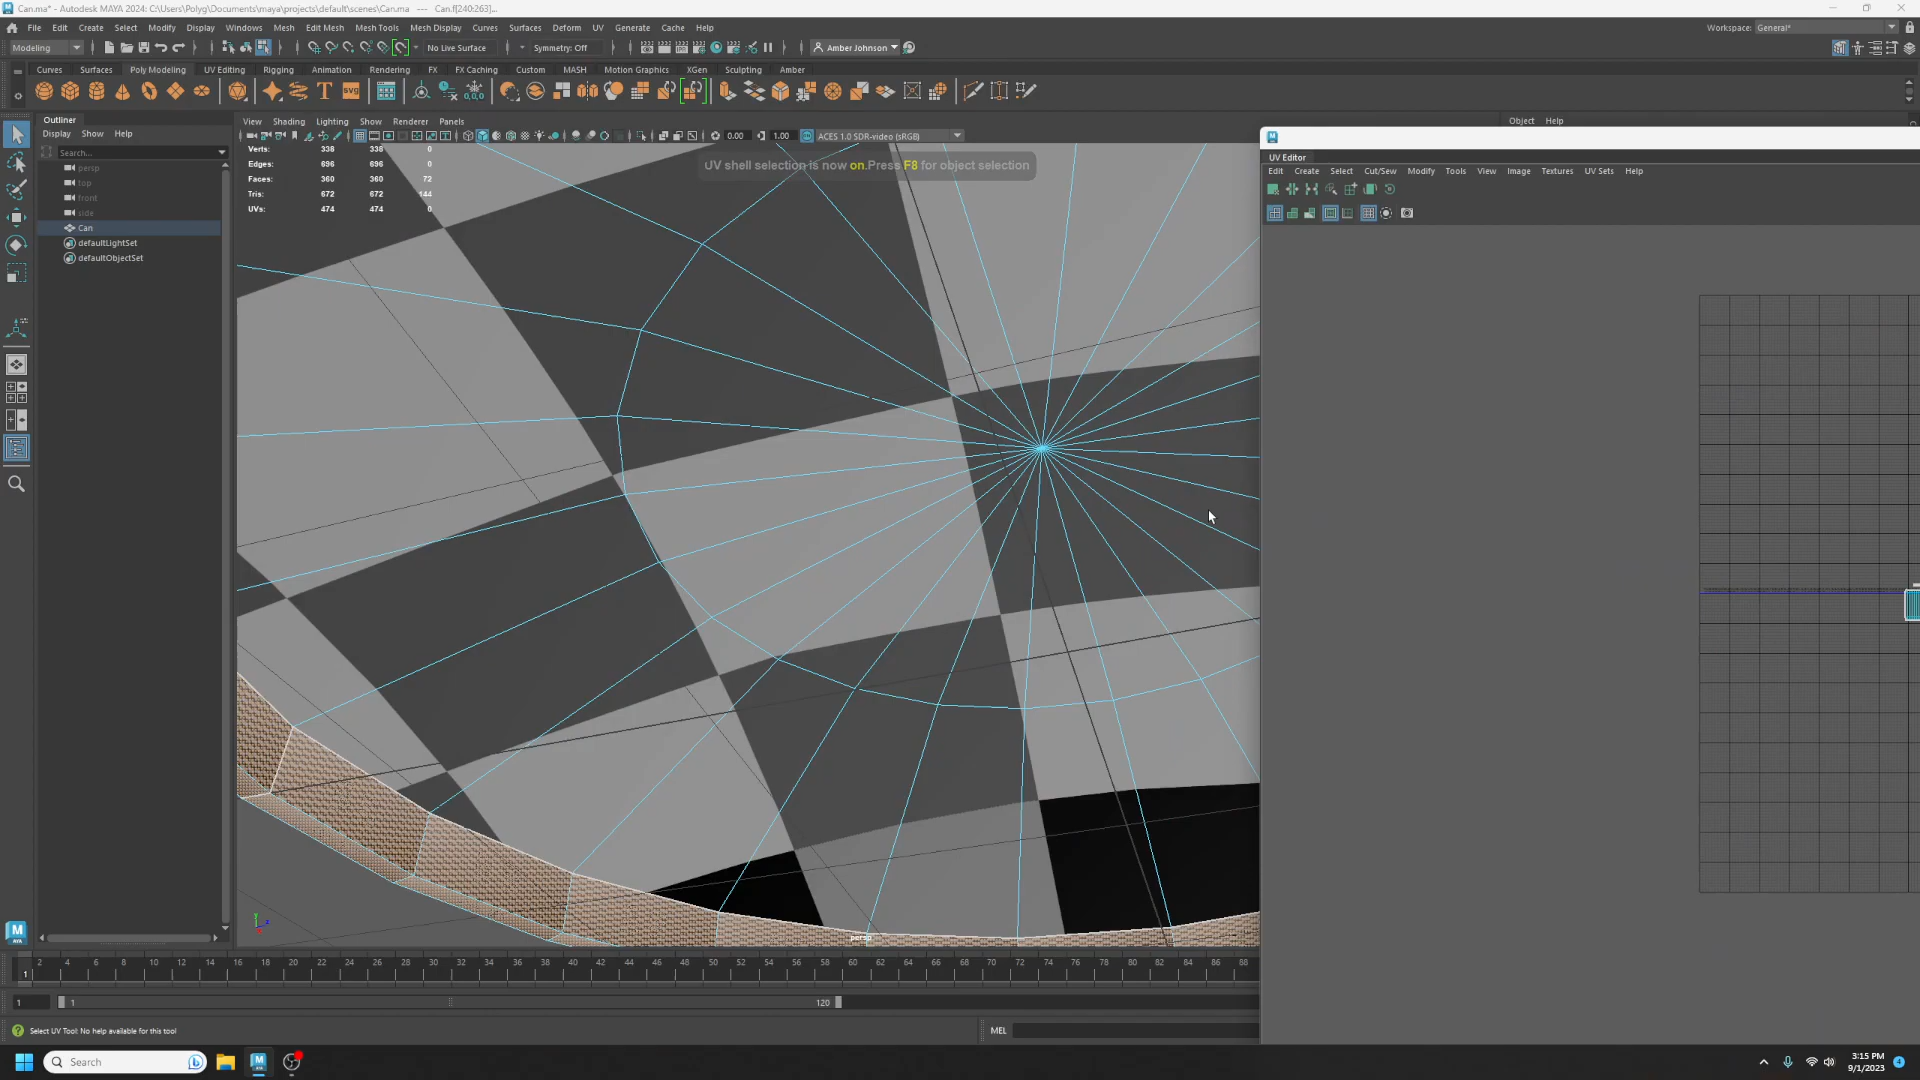 Can.ma* - Autodesk MAYA 2024: C:\Users\Polyg\Documents\maya\projects\default\scenes\Can.ma ---- Can.f[240:263]...
File Edit Create Select Modify Display Windows Mesh Edit Mesh Mesh Tools Mesh Display Curves Surfaces Deform UV Generate Cache Help
Workspace: General*
Modeling
No Live Surface
Symmetry: Off
Amber Johnson
Curves Surfaces Poly Modeling UV Editing Rigging Animation Rendering FX FX Caching Custom MASH Motion Graphics XGen Sculpting Amber
Outliner
Display Show Help
Search...
persp
top
front
side
Can
defaultLightSet
defaultObjectSet
View Shading Lighting Show Renderer Panels
0.00 1.00 ACES 1.0 SDR-video (sRGB)
Verts: 338 338 0
Edges: 696 696 0
Faces: 360 360 72
Tris: 672 672 144
UVs: 474 474 0
UV shell selection is now on.Press F8 for object selection
persp
Object Help
UV Editor
Edit Create Select Cut/Sew Modify Tools View Image Textures UV Sets Help
2 4 6 8 10 12 14 16 18 20 22 24 26 28 30 32 34 36 38 40 42 44 46 48 50 52 54 56 58 60 62 64 66 68 70 72 74 76 78 80 82 84 86 88
1
1 1 120
Select UV Tool: No help available for this tool
MEL
Search
3:15 PM
9/1/2023
4